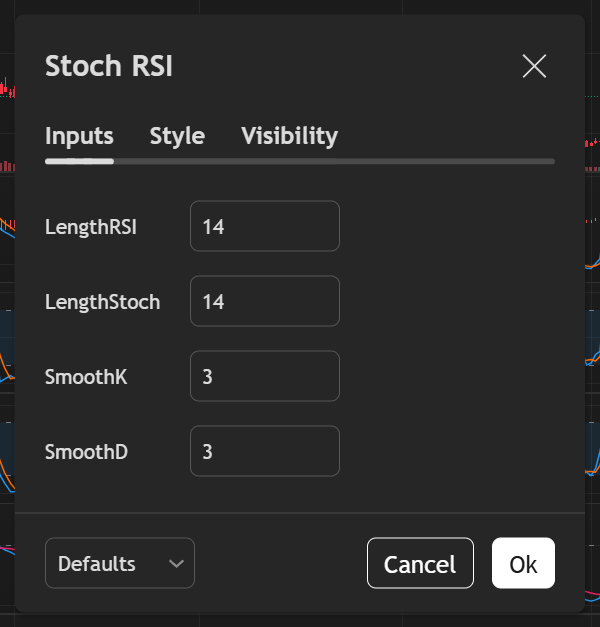 Stoch RSI
Inputs Style Visibility
LengthRSI 14
LengthStoch 14
SmoothK 3
SmoothD 3
Defaults Cancel Ok